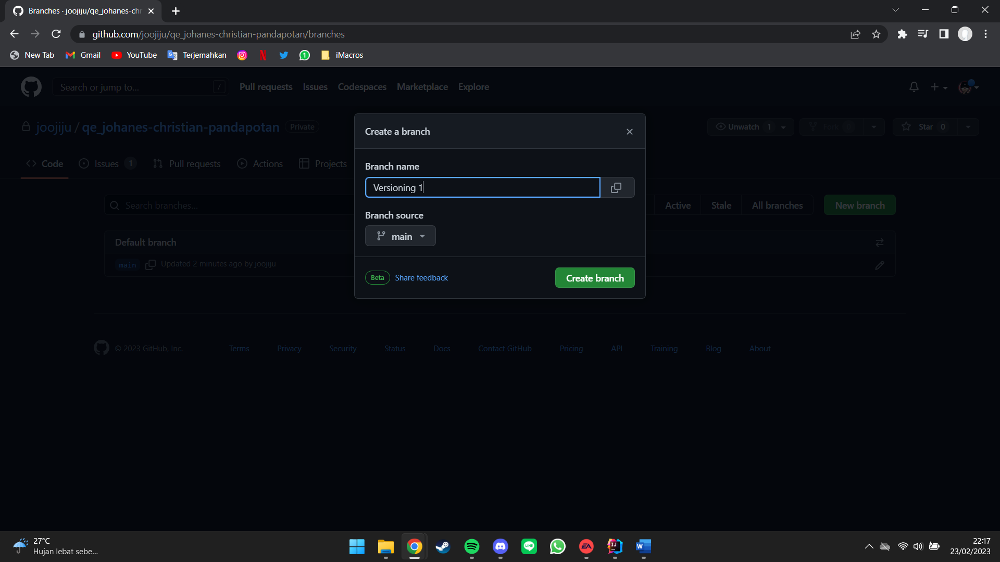 Branches · joojiju/qe_johanes-chr
github.com/joojiju/qe_johanes-christian-pandapotan/branches
New Tab Gmail YouTube Terjemahkan 1 iMacros
Search or jump to... / Pull requests Issues Codespaces Marketplace Explore
joojiju / qe_johanes-christian-pandapotan Private
Unwatch 1 Fork 0 Star 0
Code Issues 1 Pull requests Actions Projects
Create a branch
Branch name
Versioning 1
Branch source
main
Beta Share feedback Create branch
Search branches... Active Stale All branches New branch
Default branch
main Updated 2 minutes ago by joojiju
© 2023 GitHub, Inc. Terms Privacy Security Status Docs Contact GitHub Pricing API Training Blog About
27°C
Hujan lebat sebe...
LINE
EA
IJ
W
22:17
23/02/2023